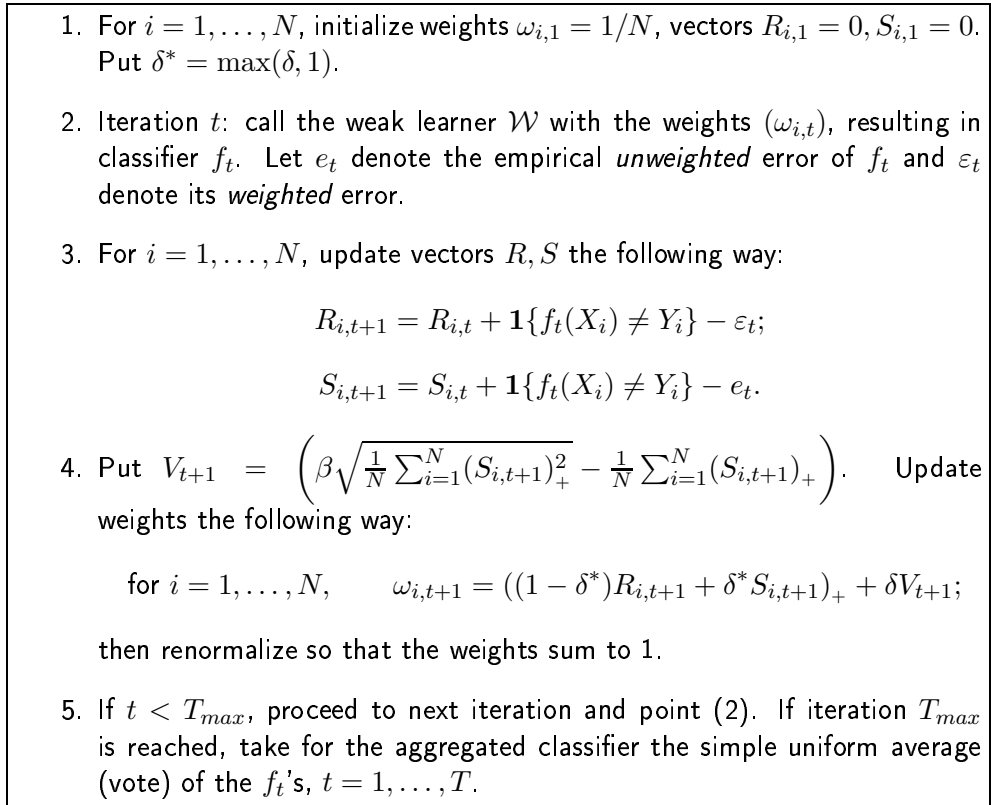 1. For i = 1, . . . , N, initialize weights ω_{i,1} = 1/N, vectors R_{i,1} = 0, S_{i,1} = 0.
Put δ* = max(δ, 1).
2. Iteration t: call the weak learner 𝒲 with the weights (ω_{i,t}), resulting in
classifier f_t. Let e_t denote the empirical unweighted error of f_t and ε_t
denote its weighted error.
3. For i = 1, . . . , N, update vectors R, S the following way:
R_{i,t+1} = R_{i,t} + 1{f_t(X_i) ≠ Y_i} − ε_t;
S_{i,t+1} = S_{i,t} + 1{f_t(X_i) ≠ Y_i} − e_t.
4. Put V_{t+1} = (β√(1/N ∑_{i=1}^{N} (S_{i,t+1})_+^2) − 1/N ∑_{i=1}^{N} (S_{i,t+1})_+). Update
weights the following way:
for i = 1, . . . , N, ω_{i,t+1} = ((1 − δ*)R_{i,t+1} + δ*S_{i,t+1})_+ + δV_{t+1};
then renormalize so that the weights sum to 1.
5. If t < T_{max}, proceed to next iteration and point (2). If iteration T_{max}
is reached, take for the aggregated classifier the simple uniform average
(vote) of the f_t's, t = 1, . . . , T.